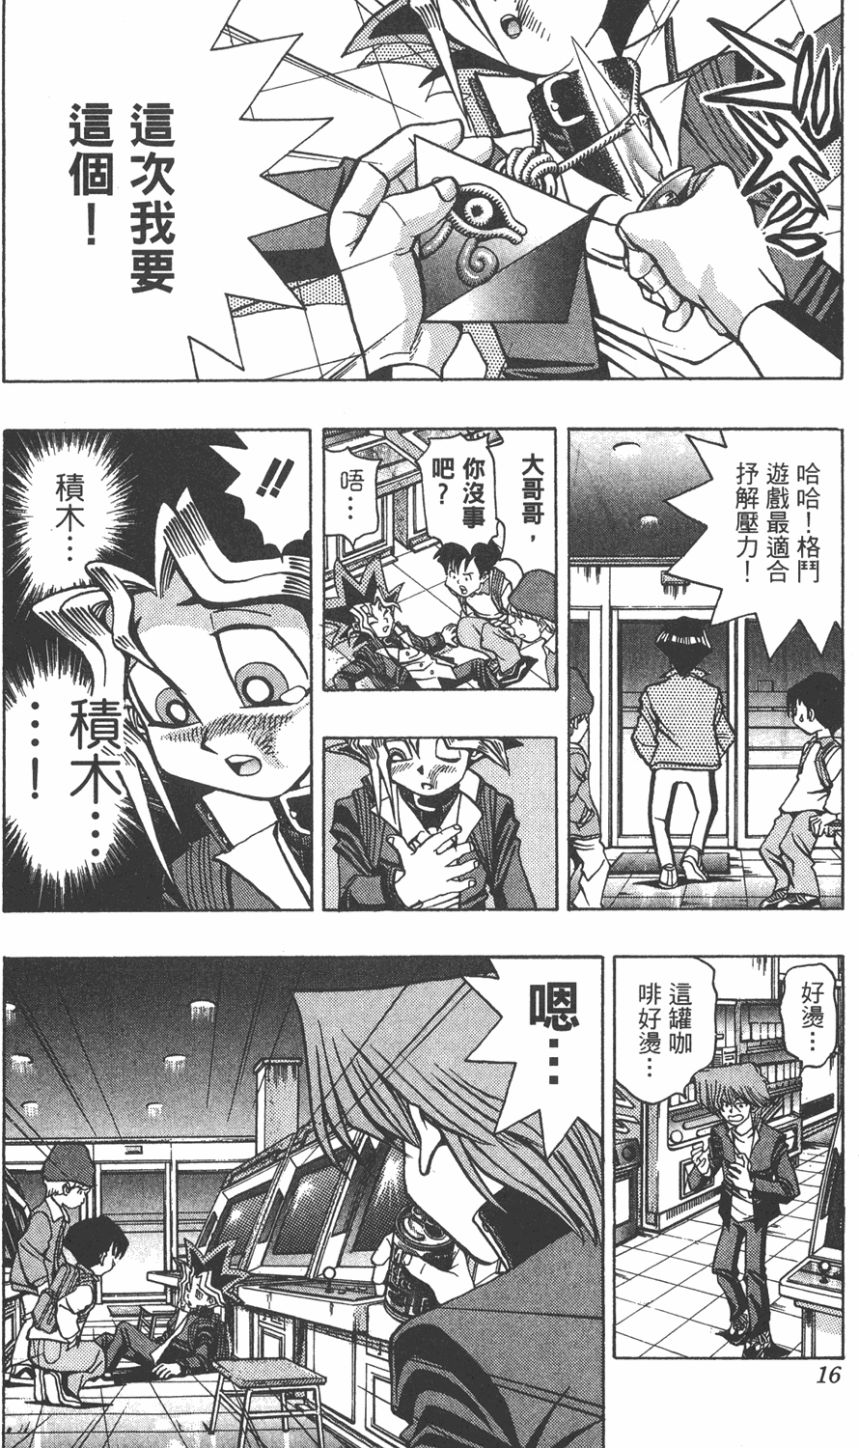 這次我要
這個！
哈哈！格鬥
遊戲最適合
抒解壓力！
大哥哥，
你沒事
吧？
唔…
!!
積木…
積木…
…！
好燙…
這罐咖
啡好燙…
嗯…
16